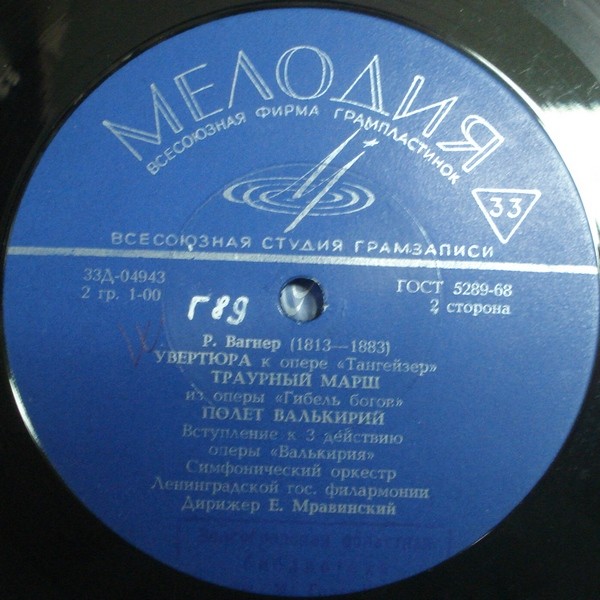 МЕЛОДИЯ
ВСЕСОЮЗНАЯ ФИРМА ГРАМПЛАСТИНОК
33
ВСЕСОЮЗНАЯ СТУДИЯ ГРАМЗАПИСИ
33Д-04943
ГОСТ 5289-68
2 гр. 1-00
2 сторона
Г89
Р. Вагнер (1813—1883)
УВЕРТЮРА к опере «Тангейзер»
ТРАУРНЫЙ МАРШ
из оперы «Гибель богов»
ПОЛЕТ ВАЛЬКИРИЙ
Вступление к 3 действию
оперы «Валькирия»
Симфонический оркестр
Ленинградской гос. филармонии
Дирижер Е. Мравинский